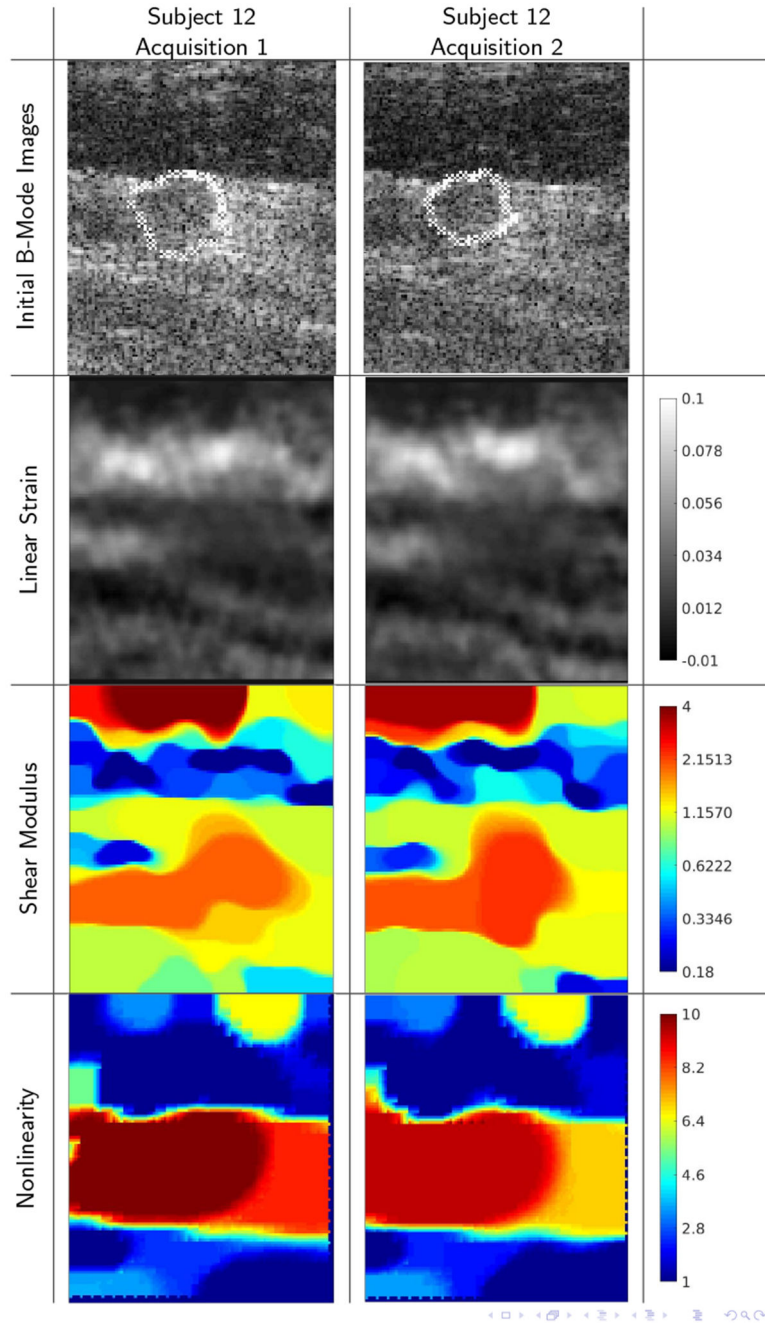 Subject 12
Acquisition 1
Subject 12
Acquisition 2
Initial B-Mode Images
Linear Strain
0.1
0.078
0.056
0.034
0.012
-0.01
Shear Modulus
4
2.1513
1.1570
0.6222
0.3346
0.18
Nonlinearity
10
8.2
6.4
4.6
2.8
1